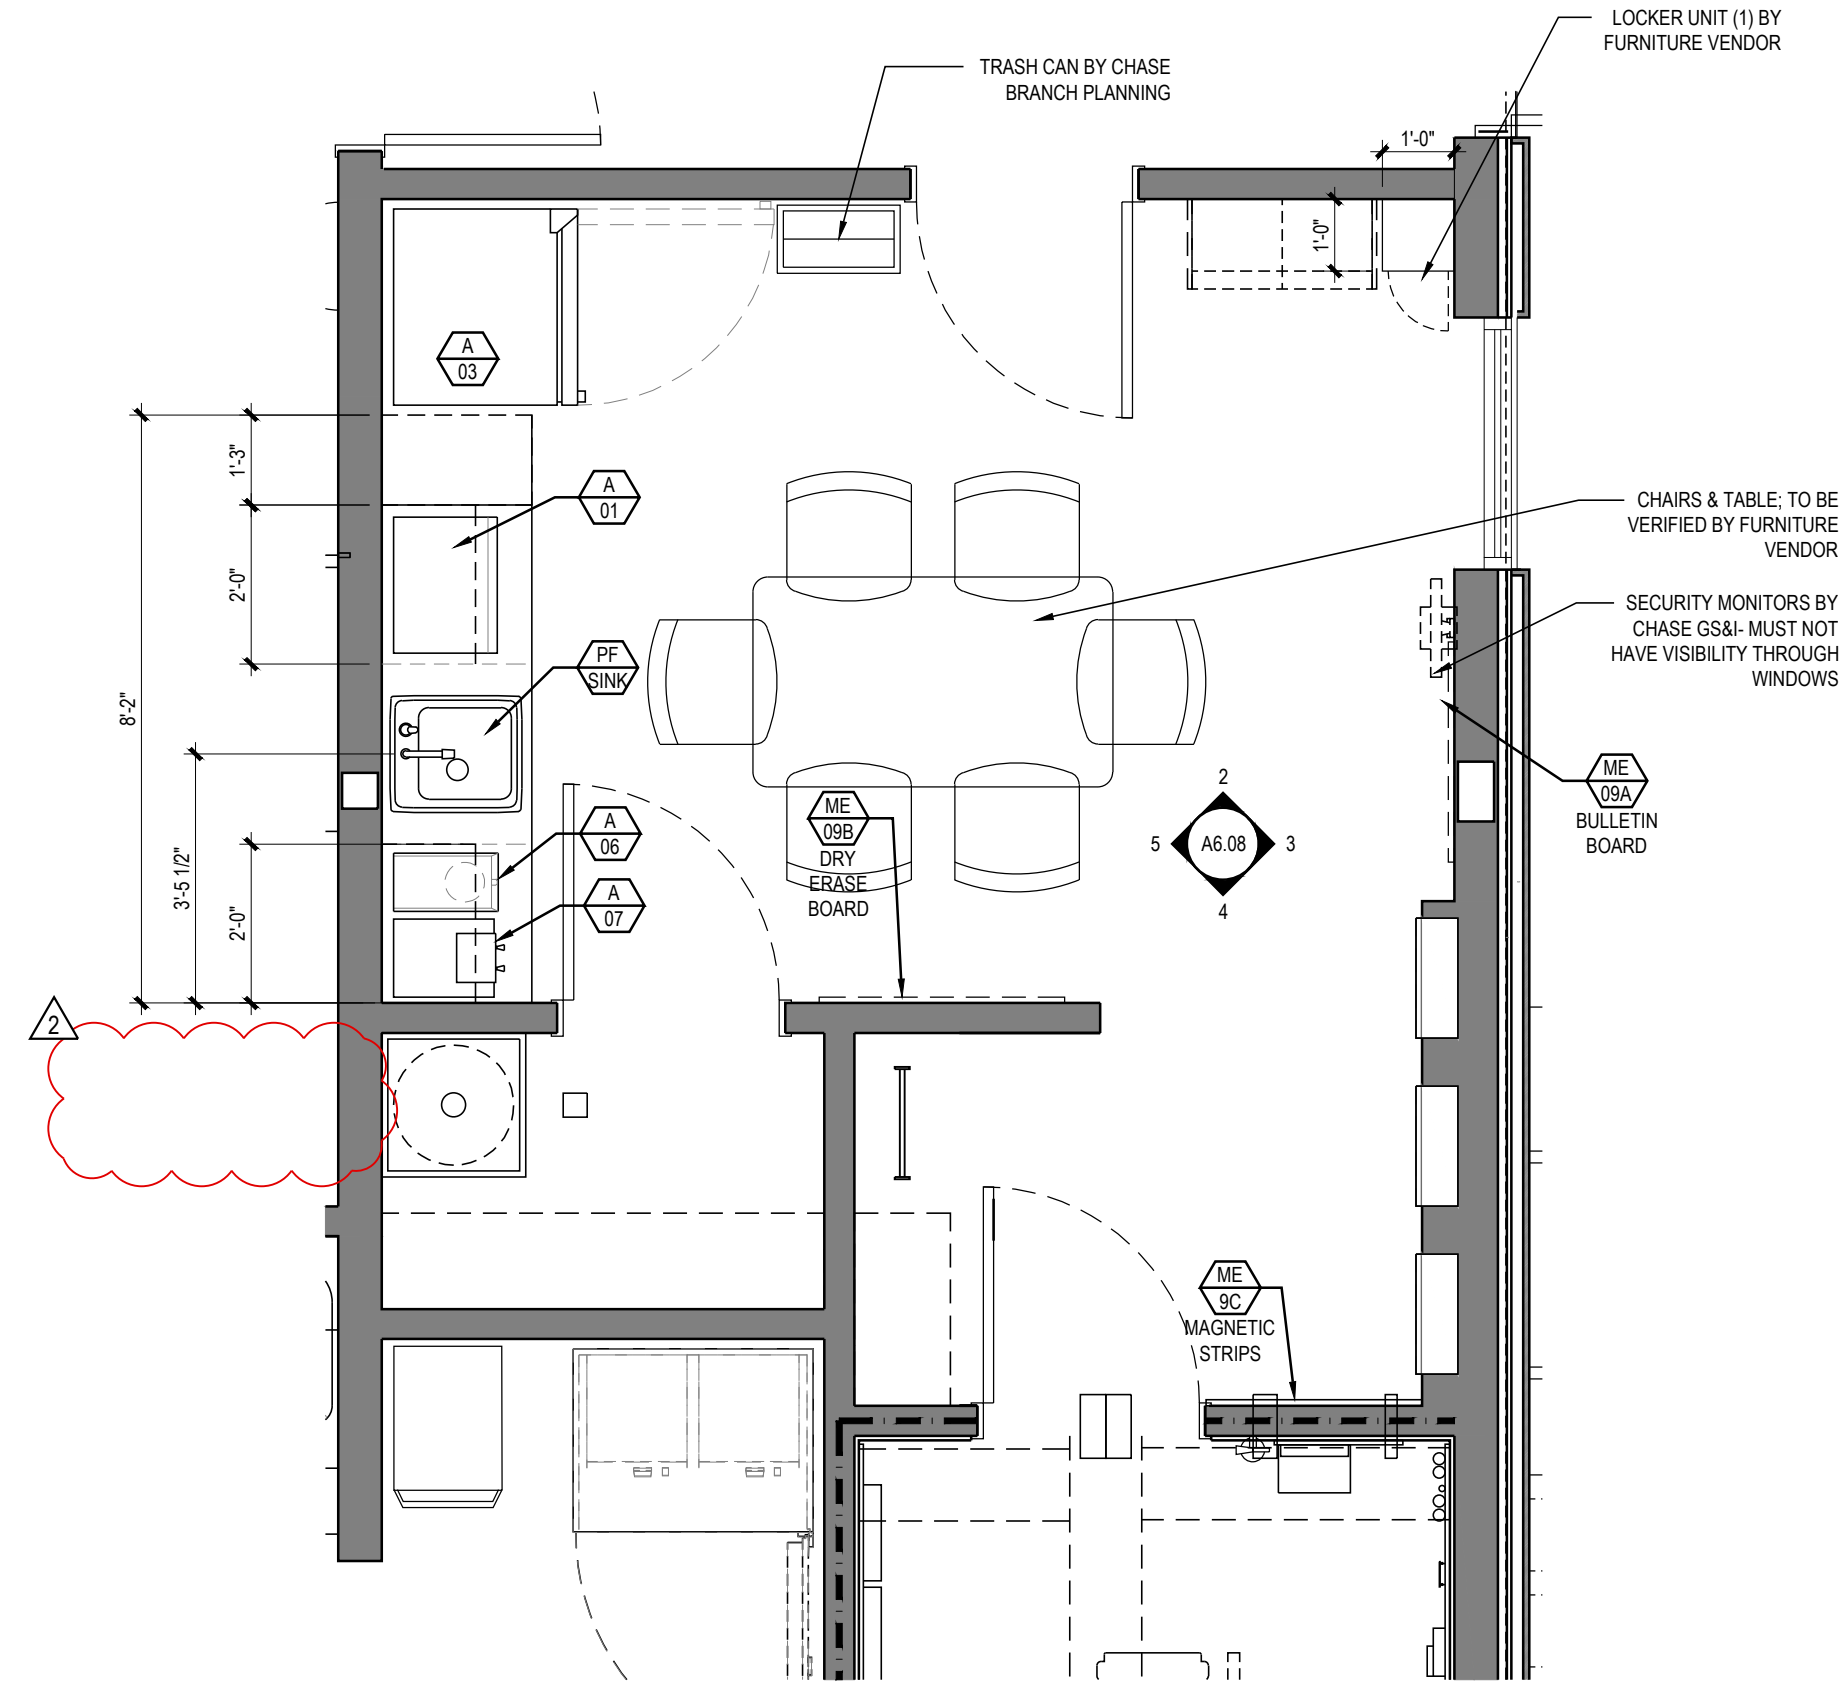 LOCKER UNIT (1) BY
FURNITURE VENDOR
TRASH CAN BY CHASE
BRANCH PLANNING
1'-0"
1'-0"
A
03
1'-3"
A
01
CHAIRS & TABLE; TO BE
VERIFIED BY FURNITURE
VENDOR
2'-0"
SECURITY MONITORS BY
CHASE GS&I- MUST NOT
HAVE VISIBILITY THROUGH
WINDOWS
PF
SINK
8'-2"
ME
09A
BULLETIN
BOARD
ME
09B
DRY
ERASE
BOARD
2
5
A6.08
3
4
A
06
3'-5 1/2"
A
07
2'-0"
2
ME
9C
MAGNETIC
STRIPS